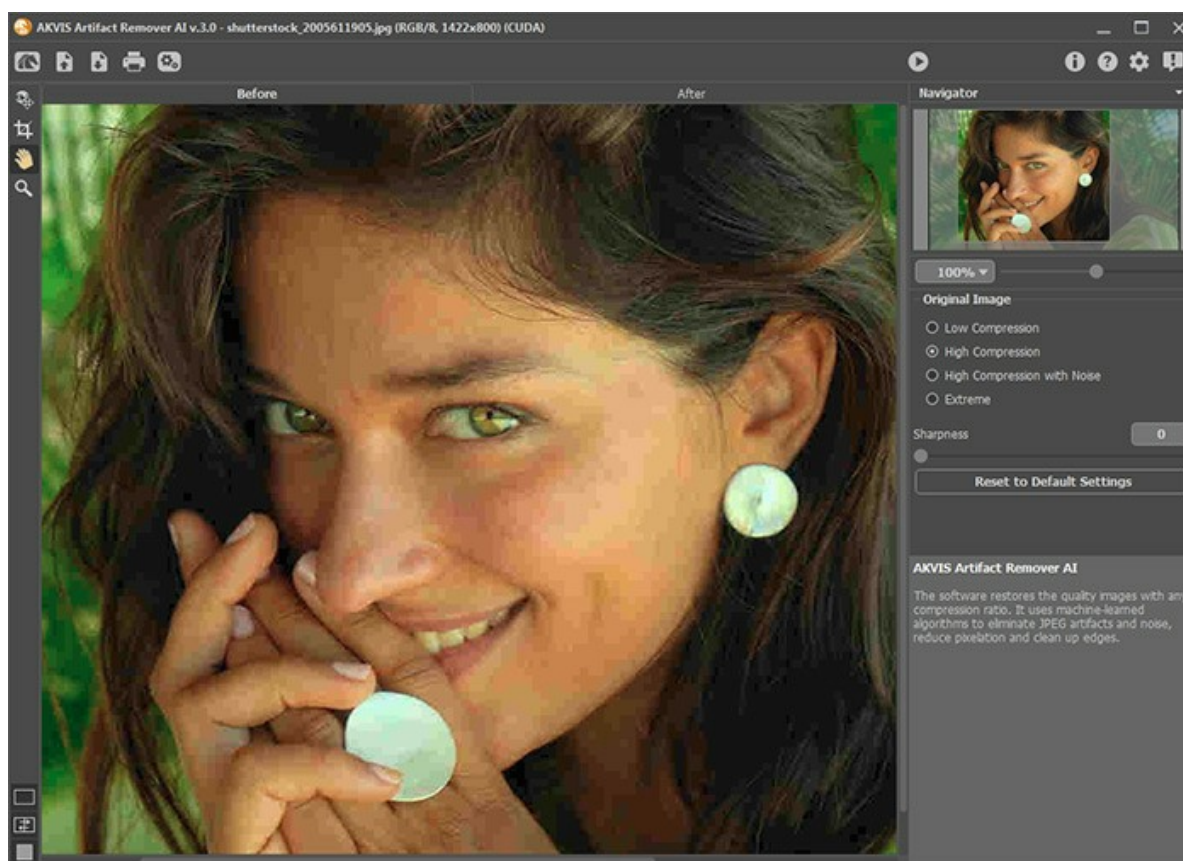 AKVIS Artifact Remover AI v.3.0 - shutterstock_2005611905.jpg (RGB/8, 1422x800) (CUDA)
Before
After
Navigator
100%
Original Image
Low Compression
High Compression
High Compression with Noise
Extreme
Sharpness
0
Reset to Default Settings
AKVIS Artifact Remover AI
The software restores the quality images with any
compression ratio. It uses machine-learned
algorithms to eliminate JPEG artifacts and noise,
reduce pixelation and clean up edges.